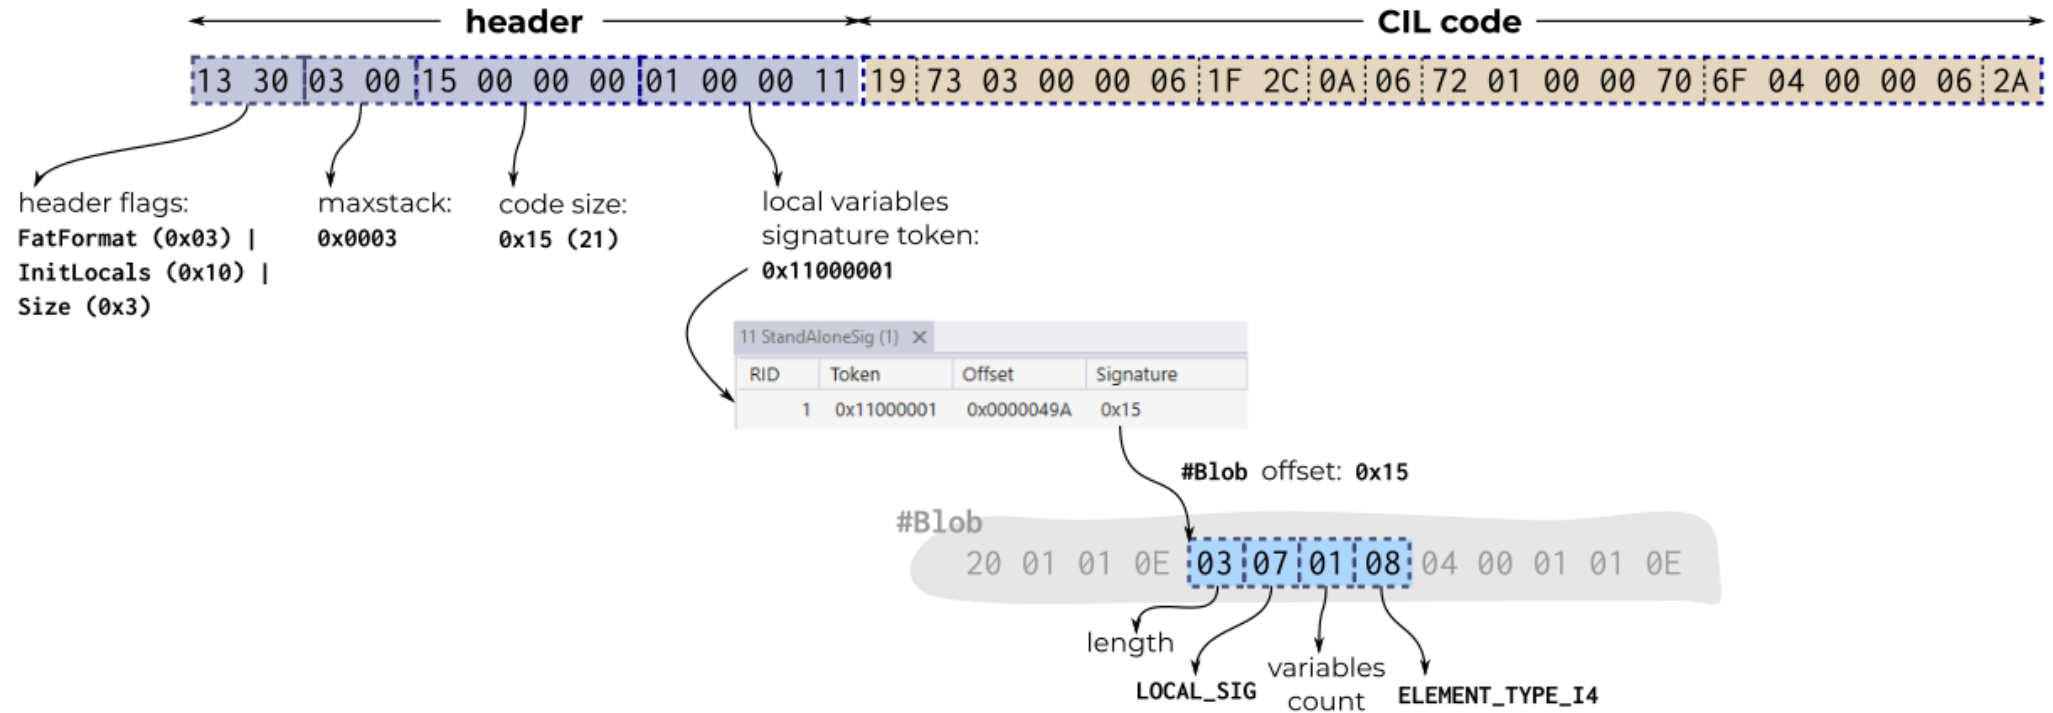 header CIL code
13 30 03 00 15 00 00 00 01 00 00 11 19 73 03 00 00 06 1F 2C 0A 06 72 01 00 00 70 6F 04 00 00 06 2A
header flags:
FatFormat (0x03) |
InitLocals (0x10) |
Size (0x3)
maxstack:
0x0003
code size:
0x15 (21)
local variables
signature token:
0x11000001
11 StandAloneSig (1) ×
RID Token Offset Signature
1 0x11000001 0x0000049A 0x15
#Blob offset: 0x15
#Blob
20 01 01 0E 03 07 01 08 04 00 01 01 0E
length
LOCAL_SIG
variables
count
ELEMENT_TYPE_I4